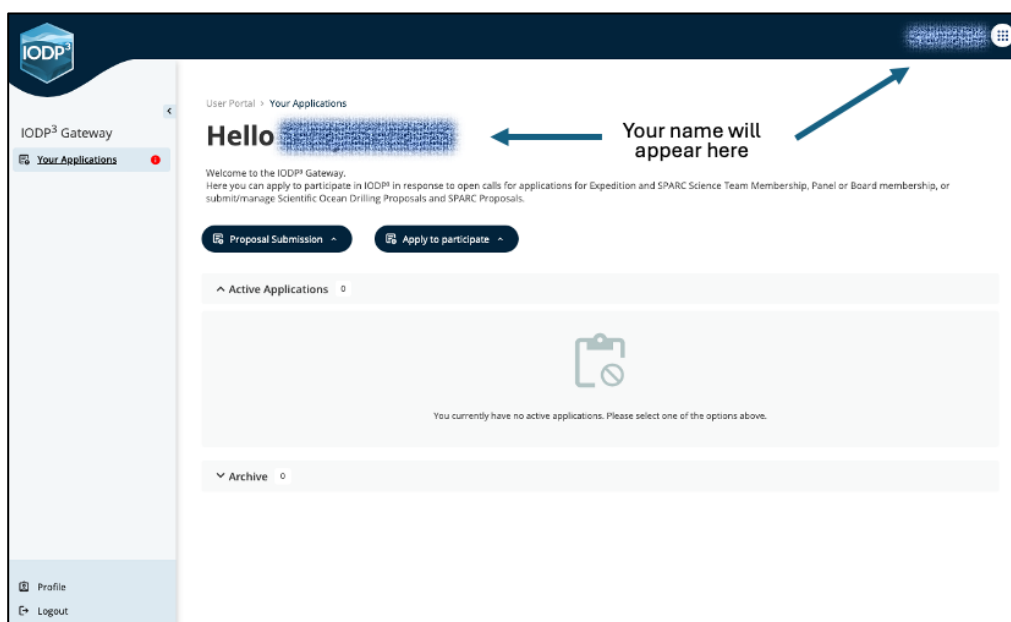 IODP³
IODP³ Gateway
Your Applications
User Portal > Your Applications
Hello
Your name will
appear here
Welcome to the IODP³ Gateway.
Here you can apply to participate in IODP³ in response to open calls for applications for Expedition and SPARC Science Team Membership, Panel or Board membership, or
submit/manage Scientific Ocean Drilling Proposals and SPARC Proposals.
Proposal Submission
Apply to participate
Active Applications 0
You currently have no active applications. Please select one of the options above.
Archive 0
Profile
Logout